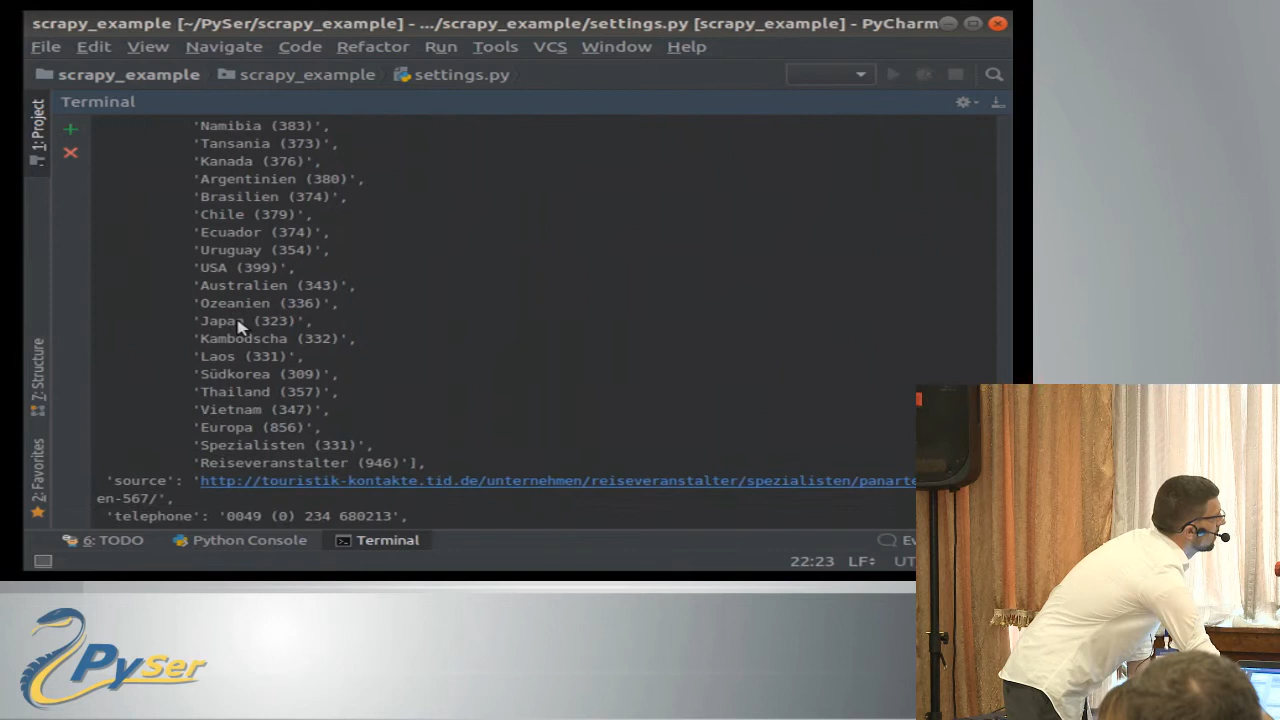 scrapy_example [~/PySer/scrapy_example] - .../scrapy_example/settings.py [scrapy_example] - PyCharm
File Edit View Navigate Code Refactor Run Tools VCS Window Help
scrapy_example scrapy_example settings.py
Terminal
1: Project
'Namibia (383)',
'Tansania (373)',
'Kanada (376)',
'Argentinien (380)',
'Brasilien (374)',
'Chile (379)',
'Ecuador (374)',
'Uruguay (354)',
'USA (399)',
'Australien (343)',
'Ozeanien (336)',
'Japan (323)',
'Kambodscha (332)',
'Laos (331)',
'Südkorea (309)',
'Thailand (357)',
'Vietnam (347)',
'Europa (856)',
'Spezialisten (331)',
'Reiseveranstalter (946)'],
'source': 'http://touristik-kontakte.tid.de/unternehmen/reiseveranstalter/spezialisten/panarte
en-567/',
'telephone': '0049 (0) 234 680213',
7: Structure
2: Favorites
6: TODO Python Console Terminal Ev
22:23 LF UT
PySer